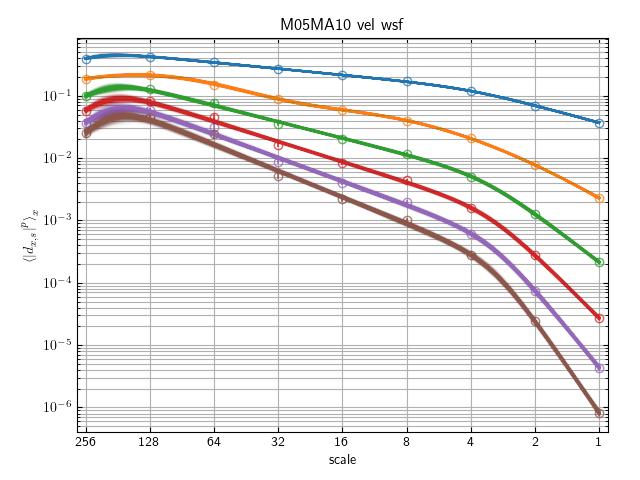 M05MA10 vel wsf
⟨|d_{x,s}|^p⟩_x
10^{-1}
10^{-2}
10^{-3}
10^{-4}
10^{-5}
10^{-6}
256 128 64 32 16 8 4 2 1
scale